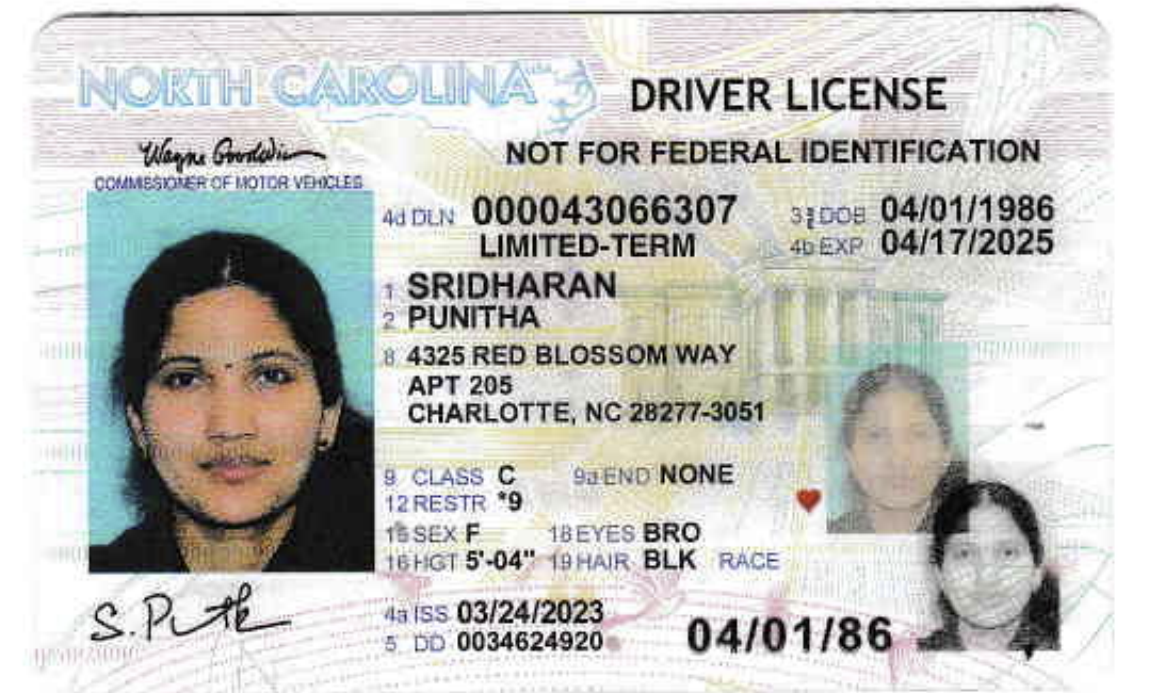 NORTH CAROLINA
DRIVER LICENSE
Wayne Goodwin
COMMISSIONER OF MOTOR VEHICLES
NOT FOR FEDERAL IDENTIFICATION
4d DLN 000043066307 3 DOB 04/01/1986
LIMITED-TERM 4b EXP 04/17/2025
1 SRIDHARAN
2 PUNITHA
8 4325 RED BLOSSOM WAY
APT 205
CHARLOTTE, NC 28277-3051
9 CLASS C 9a END NONE
12 RESTR *9
15 SEX F 18 EYES BRO
16 HGT 5'-04" 19 HAIR BLK RACE
4a ISS 03/24/2023
5 DD 0034624920
04/01/86